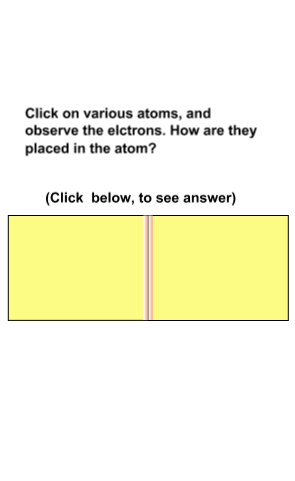 Click on various atoms, and
observe the elctrons. How are they
placed in the atom?
(Click  below, to see answer)